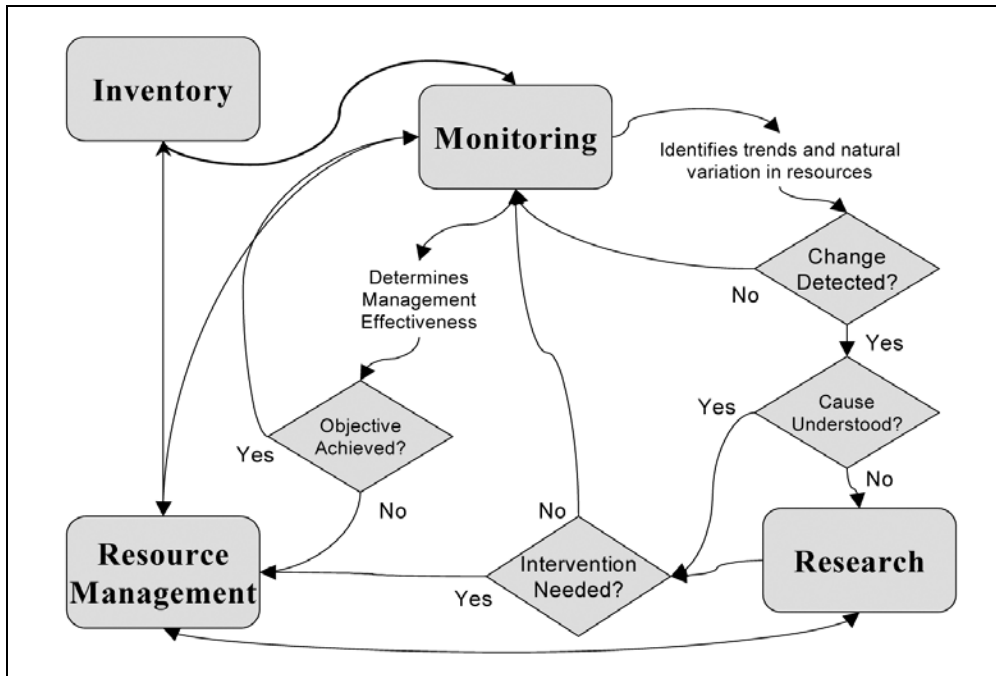 Inventory
Monitoring
Identifies trends and natural
variation in resources
Change
Detected?
No
Yes
Determines
Management
Effectiveness
Objective
Achieved?
Yes
No
Cause
Understood?
Yes
No
Resource
Management
Intervention
Needed?
No
Yes
Research